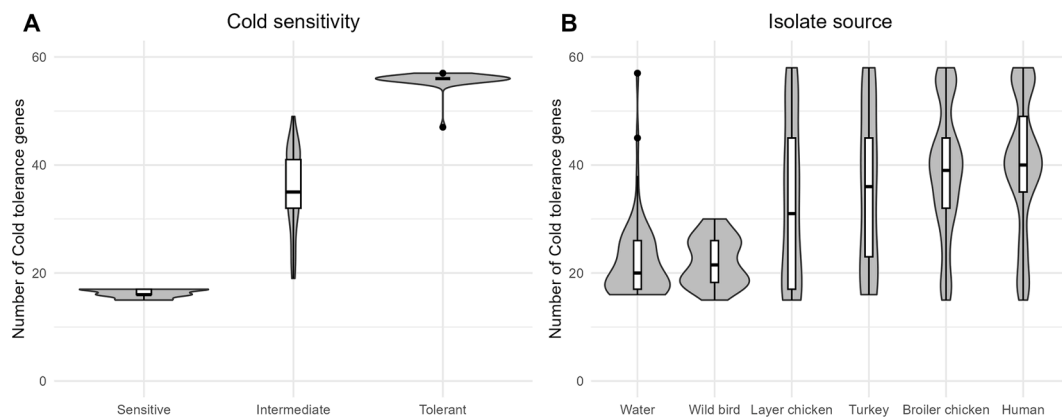 A
Cold sensitivity
Number of Cold tolerance genes
60
40
20
0
Sensitive Intermediate Tolerant
B
Isolate source
Number of Cold tolerance genes
60
40
20
0
Water Wild bird Layer chicken Turkey Broiler chicken Human